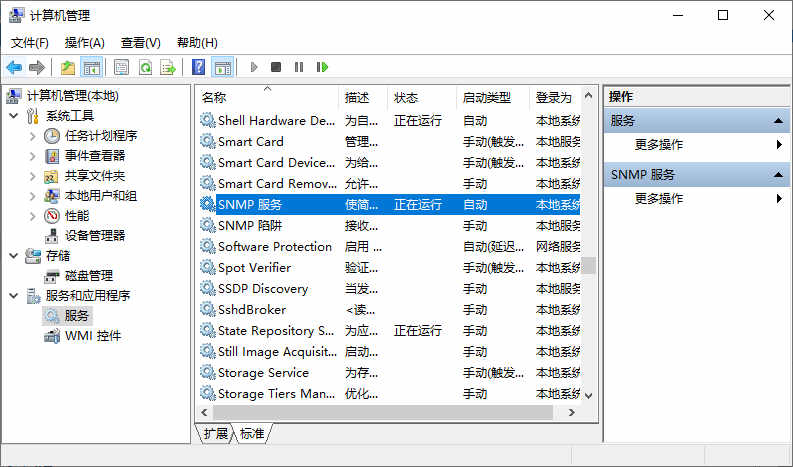 计算机管理
文件(F) 操作(A) 查看(V) 帮助(H)
计算机管理(本地)
系统工具
任务计划程序
事件查看器
共享文件夹
本地用户和组
性能
设备管理器
存储
磁盘管理
服务和应用程序
服务
WMI 控件
名称 描述 状态 启动类型 登录为
Shell Hardware De... 为自... 正在运行 自动 本地系统
Smart Card 管理... 手动(触发... 本地服务
Smart Card Device... 为给... 手动(触发... 本地系统
Smart Card Remov... 允许... 手动 本地系统
SNMP 服务 使简... 正在运行 自动 本地系统
SNMP 陷阱 接收... 手动 本地服务
Software Protection 启用 ... 自动(延迟... 网络服务
Spot Verifier 验证... 手动(触发... 本地系统
SSDP Discovery 当发... 手动 本地服务
SshdBroker <读... 手动 本地系统
State Repository S... 为应... 正在运行 手动 本地系统
Still Image Acquisit... 启动... 手动 本地系统
Storage Service 为存... 手动(触发... 本地系统
Storage Tiers Man... 优化... 手动 本地系统
扩展 标准
操作
服务
更多操作
SNMP 服务
更多操作